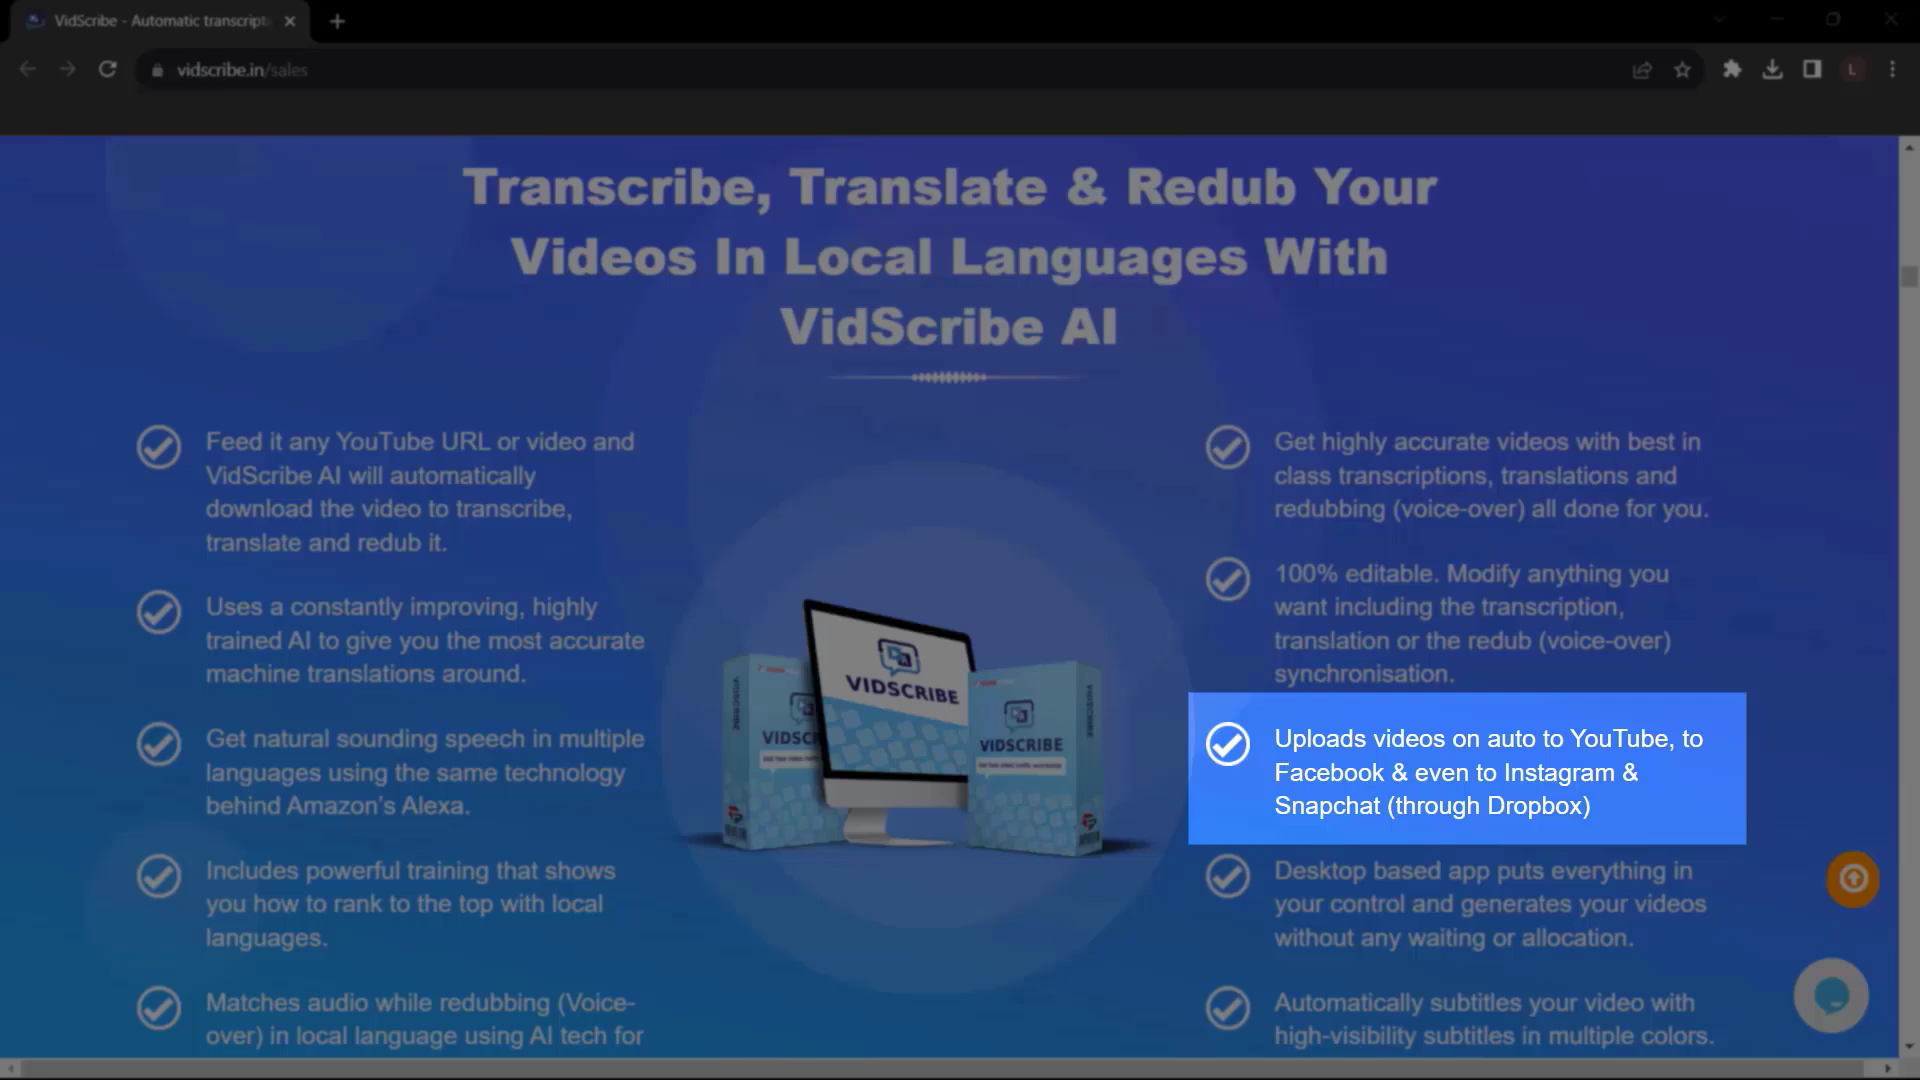 VidScribe - Automatic transcript
vidscribe.in/sales
L
Transcribe, Translate & Redub Your
Videos In Local Languages With
VidScribe AI
Feed it any YouTube URL or video and
VidScribe AI will automatically
download the video to transcribe,
translate and redub it.
Uses a constantly improving, highly
trained AI to give you the most accurate
machine translations around.
Get natural sounding speech in multiple
languages using the same technology
behind Amazon's Alexa.
Includes powerful training that shows
you how to rank to the top with local
languages.
Matches audio while redubbing (Voice-
over) in local language using AI tech for
VIDSCRIBE
VIDSCRIBE
VIDSCRIBE
VIDSCRIBE
Get highly accurate videos with best in
class transcriptions, translations and
redubbing (voice-over) all done for you.
100% editable. Modify anything you
want including the transcription,
translation or the redub (voice-over)
synchronisation.
Uploads videos on auto to YouTube, to
Facebook & even to Instagram &
Snapchat (through Dropbox)
Desktop based app puts everything in
your control and generates your videos
without any waiting or allocation.
Automatically subtitles your video with
high-visibility subtitles in multiple colors.